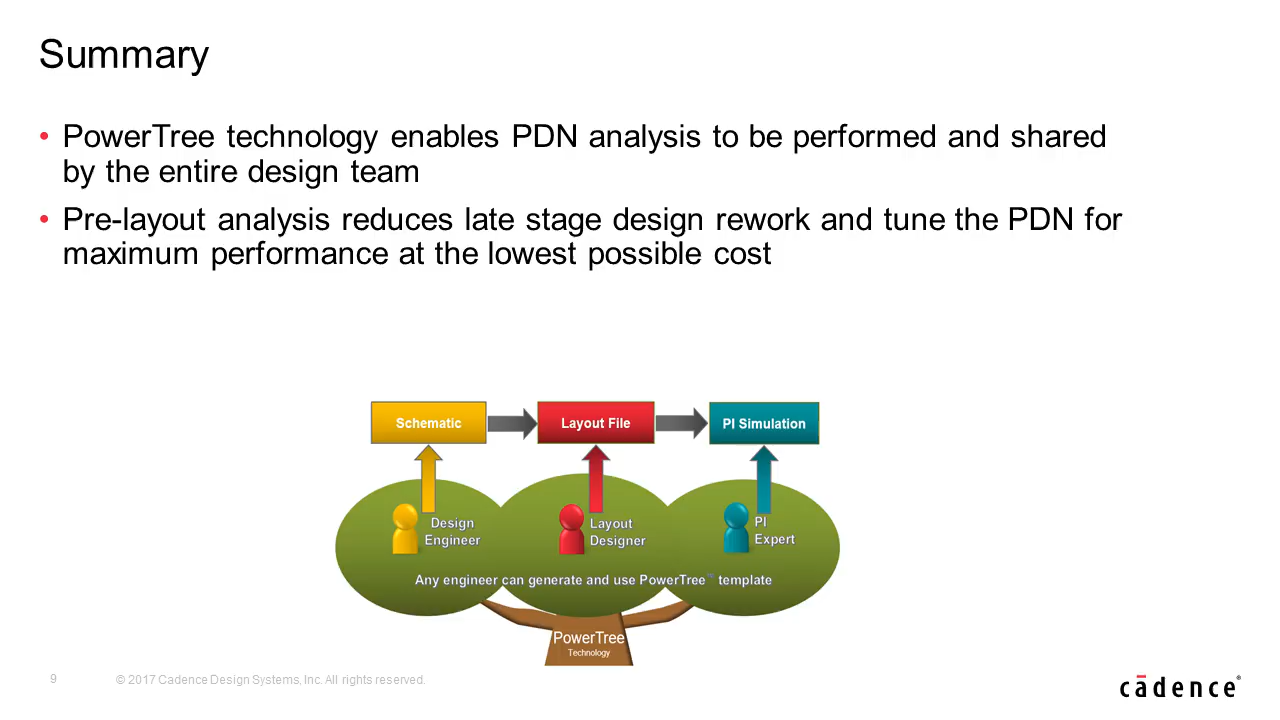 Summary
• PowerTree technology enables PDN analysis to be performed and shared
by the entire design team
• Pre-layout analysis reduces late stage design rework and tune the PDN for
maximum performance at the lowest possible cost
Schematic
Layout File
PI Simulation
Design
Engineer
Layout
Designer
PI
Expert
Any engineer can generate and use PowerTree™ template
PowerTree
Technology
9
© 2017 Cadence Design Systems, Inc. All rights reserved.
cādence®